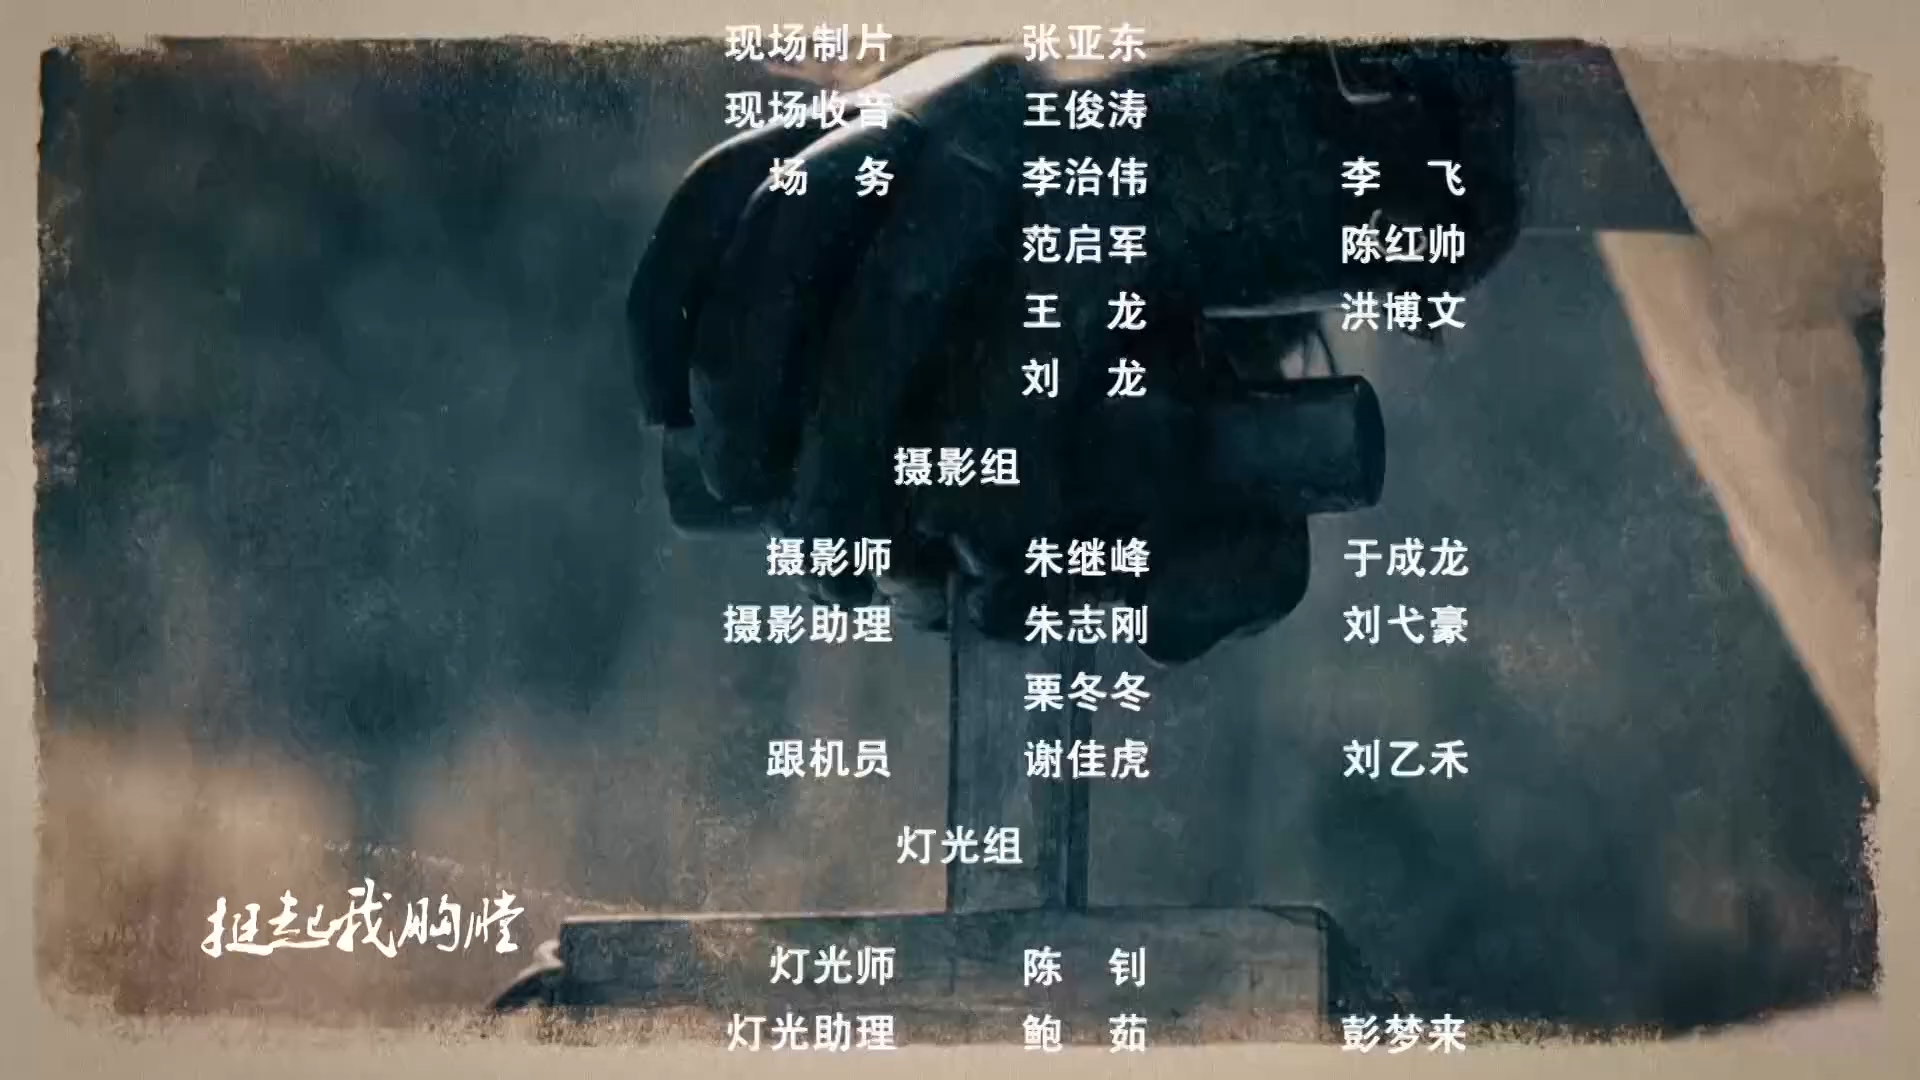 现场制片 张亚东
现场收音 王俊涛
场 务 李治伟 李 飞
范启军 陈红帅
王 龙 洪博文
刘 龙
摄影组
摄影师 朱继峰 于成龙
摄影助理 朱志刚 刘弋豪
栗冬冬
跟机员 谢佳虎 刘乙禾
灯光组
挺起我胸膛
灯光师 陈 钊
灯光助理 鲍 茹 彭梦来